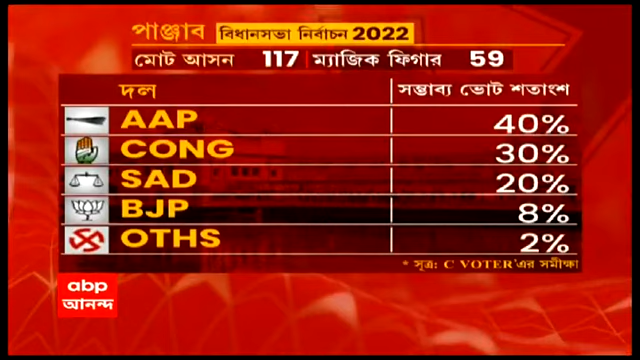 পাঞ্জাব বিধানসভা নির্বাচন 2022
মোট আসন 117 ম্যাজিক ফিগার 59
দল সম্ভাব্য ভোট শতাংশ
AAP 40%
CONG 30%
SAD 20%
BJP 8%
OTHS 2%
* সূত্র: C VOTER'এর সমীক্ষা
abp
আনন্দ